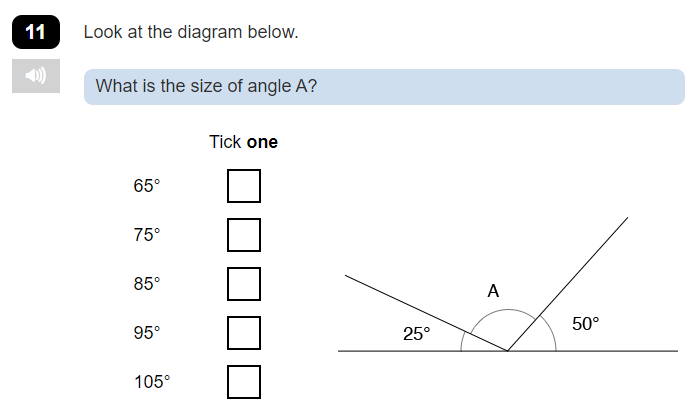 11 Look at the diagram below.
What is the size of angle A?
Tick one
65°
75°
85°
95°
105°
A
25°
50°